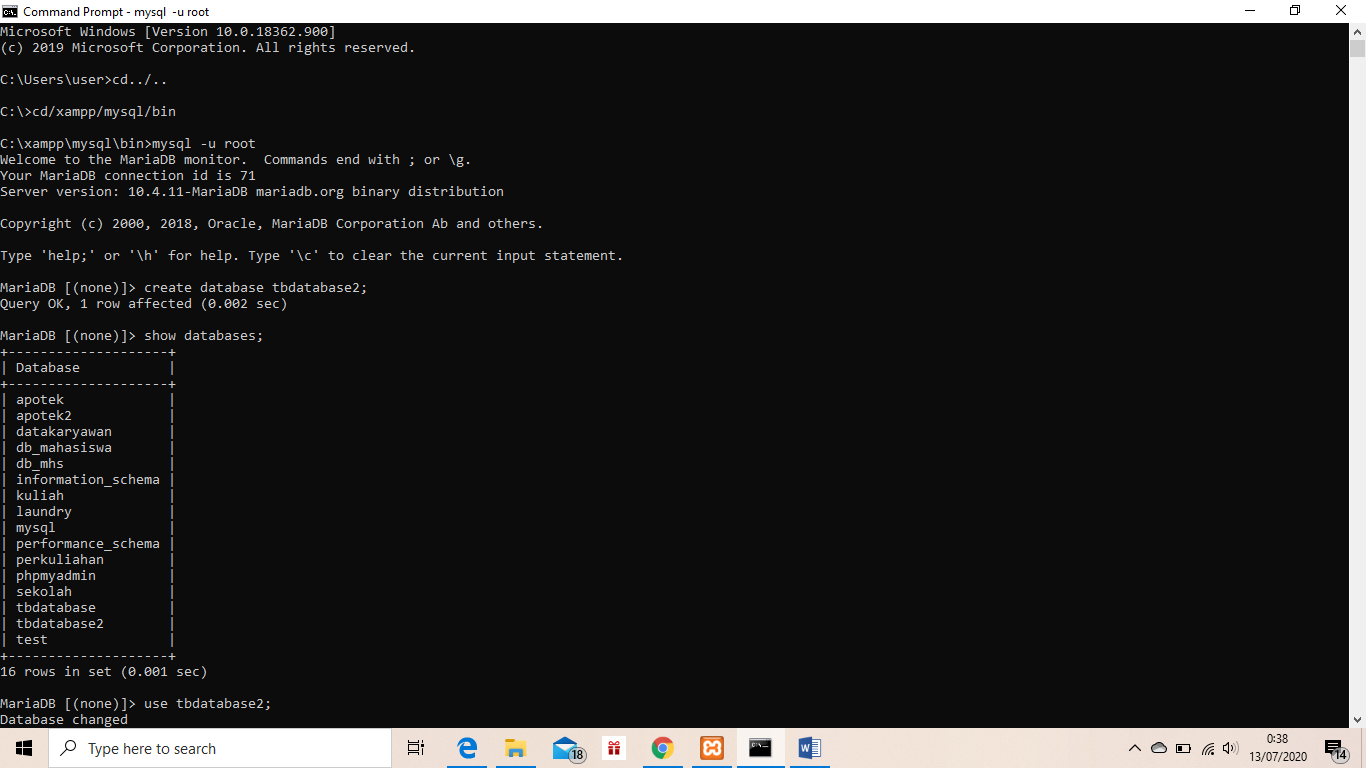 Command Prompt - mysql  -u root
Microsoft Windows [Version 10.0.18362.900]
(c) 2019 Microsoft Corporation. All rights reserved.
C:\Users\user>cd../..
C:\>cd/xampp/mysql/bin
C:\xampp\mysql\bin>mysql -u root
Welcome to the MariaDB monitor.  Commands end with ; or \g.
Your MariaDB connection id is 71
Server version: 10.4.11-MariaDB mariadb.org binary distribution
Copyright (c) 2000, 2018, Oracle, MariaDB Corporation Ab and others.
Type 'help;' or '\h' for help. Type '\c' to clear the current input statement.
MariaDB [(none)]> create database tbdatabase2;
Query OK, 1 row affected (0.002 sec)
MariaDB [(none)]> show databases;
+--------------------+
| Database           |
+--------------------+
| apotek             |
| apotek2            |
| datakaryawan       |
| db_mahasiswa       |
| db_mhs             |
| information_schema |
| kuliah             |
| laundry            |
| mysql              |
| performance_schema |
| perkuliahan        |
| phpmyadmin         |
| sekolah            |
| tbdatabase         |
| tbdatabase2        |
| test               |
+--------------------+
16 rows in set (0.001 sec)
MariaDB [(none)]> use tbdatabase2;
Database changed
Type here to search
18
0:38
13/07/2020
14